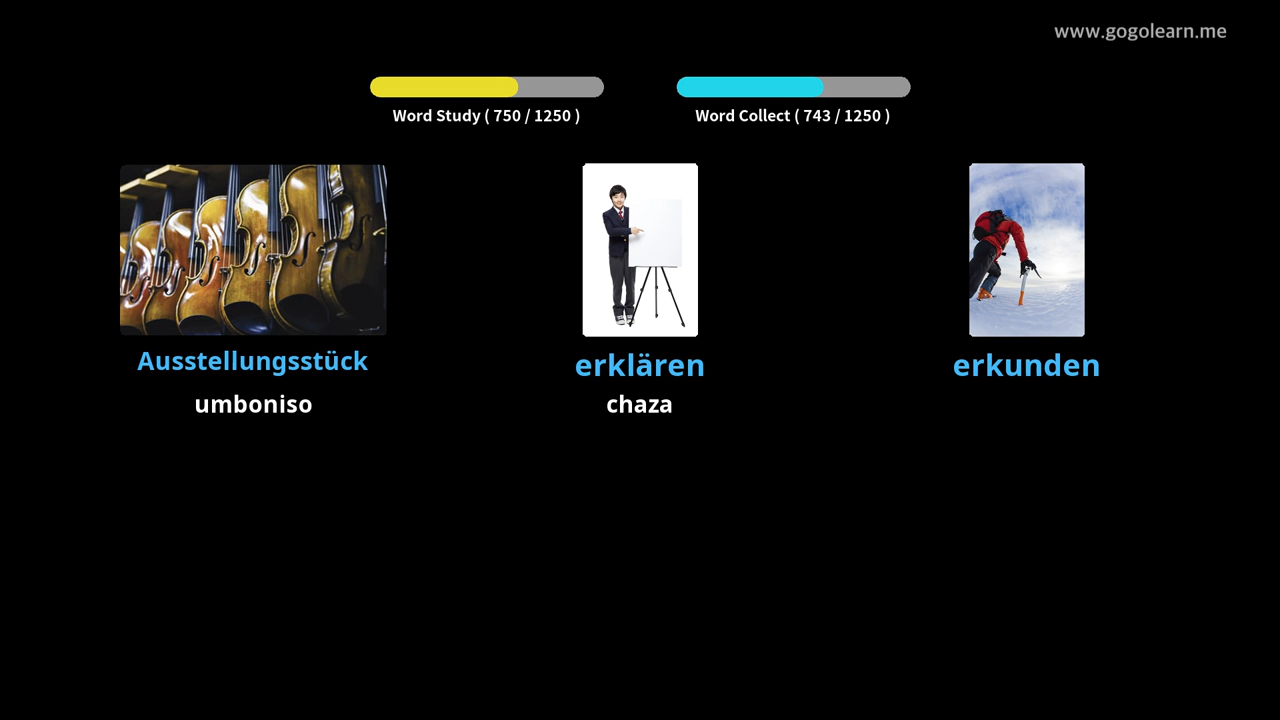 www.gogolearn.me
Word Study ( 750 / 1250 )
Word Collect ( 743 / 1250 )
Ausstellungsstück
umboniso
erklären
chaza
erkunden